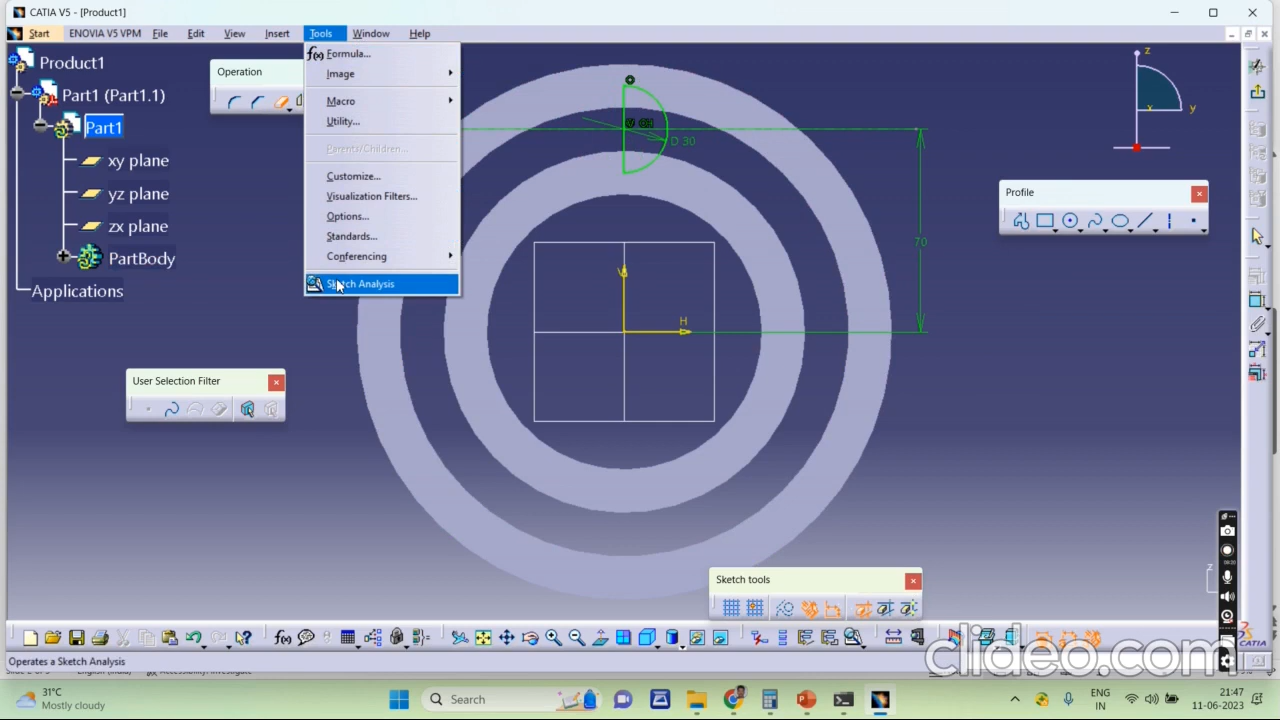 CATIA V5 - [Product1]
Start ENOVIA V5 VPM File Edit View Insert Tools Window Help
Product1
Part1 (Part1.1)
Part1
xy plane
yz plane
zx plane
PartBody
Applications
Operation
Formula...
Image
Macro
Utility...
Parents/Children...
Customize...
Visualization Filters...
Options...
Standards...
Conferencing
Sketch Analysis
V
D 30
70
V
H
z
x y
Profile
User Selection Filter
Sketch tools
z
Operates a Sketch Analysis
CATIA
clideo.com
31°C
Mostly cloudy
Search
ENG
IN
21:47
11-06-2023